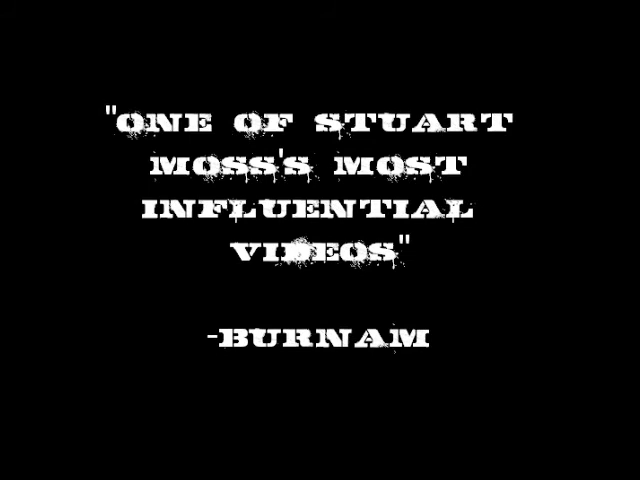 "ONE OF STUART
MOSS'S MOST
INFLUENTIAL
VIDEOS"
-BURNAM